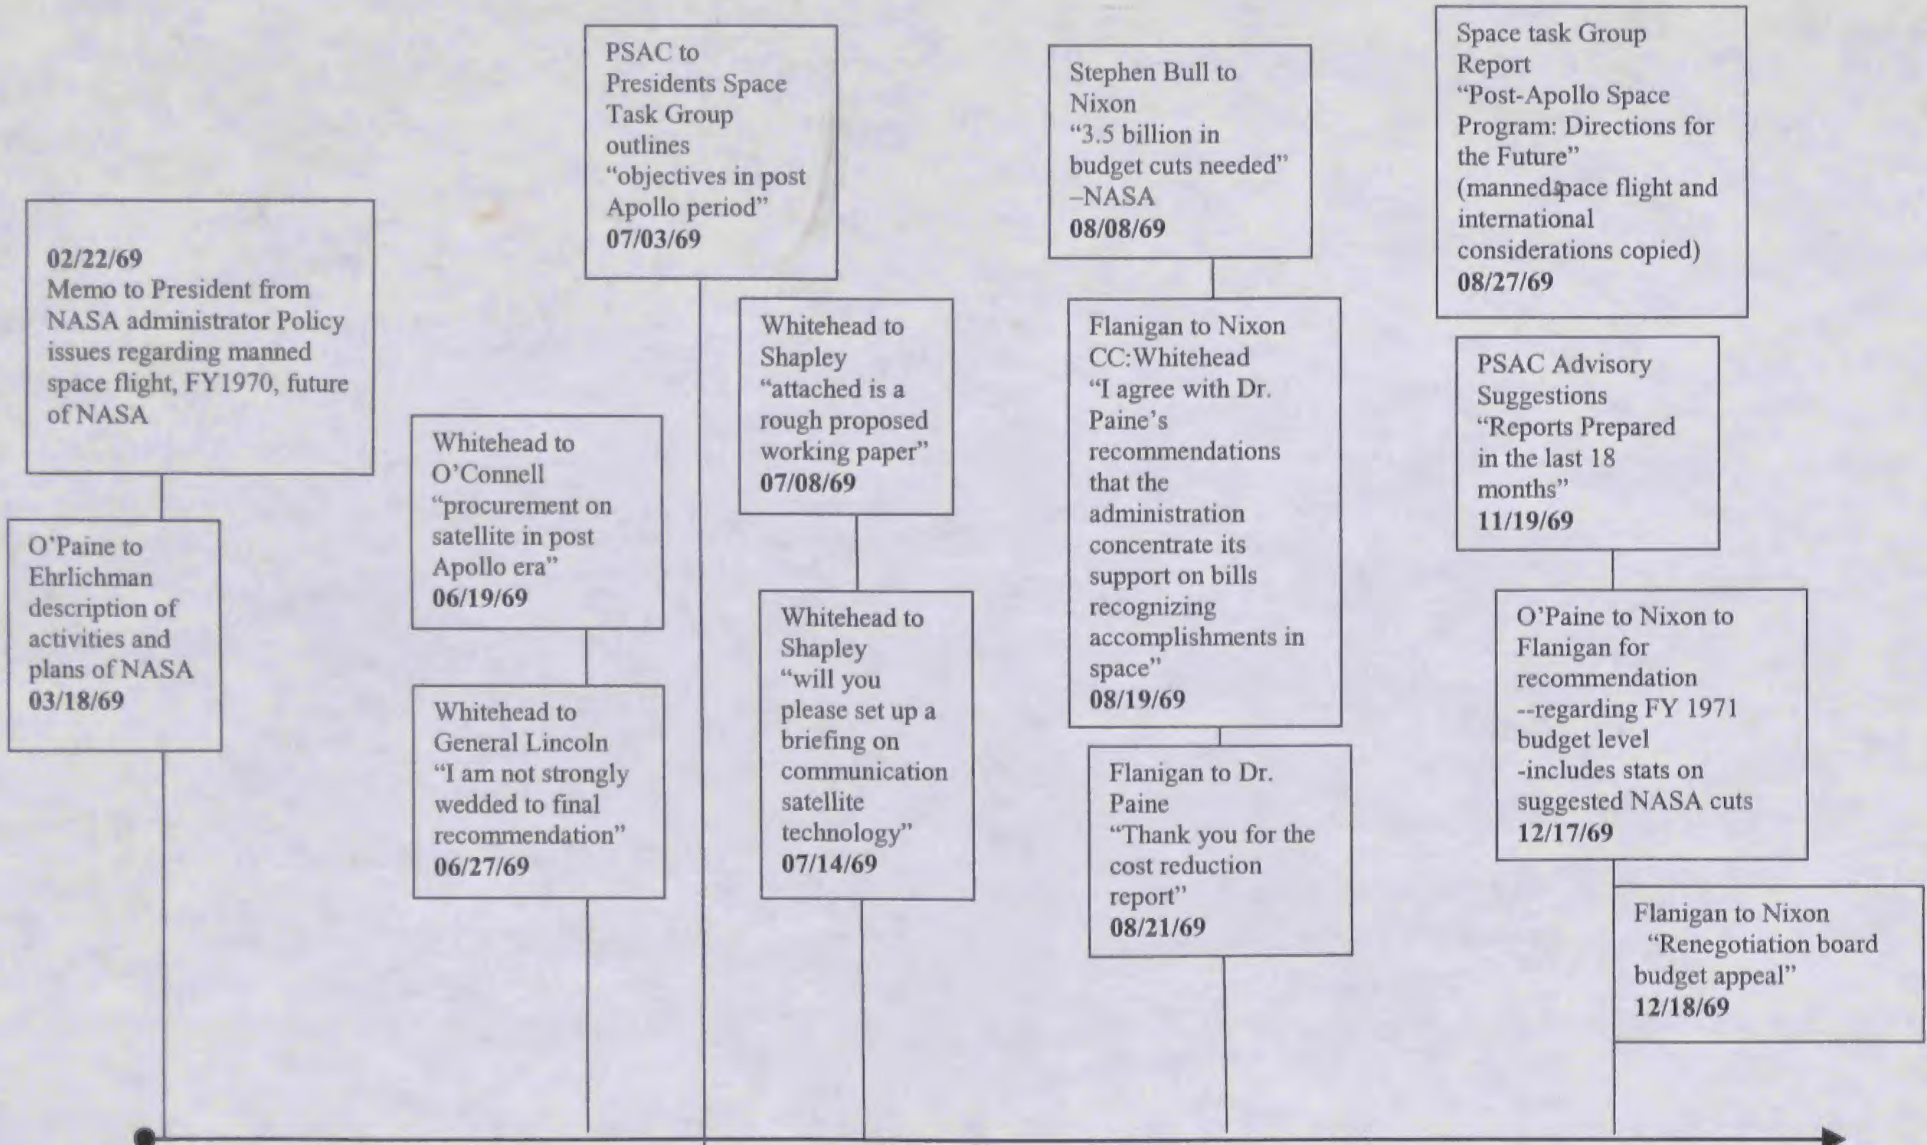 02/22/69
Memo to President from
NASA administrator Policy
issues regarding manned
space flight, FY1970, future
of NASA
O'Paine to
Ehrlichman
description of
activities and
plans of NASA
03/18/69
Whitehead to
O'Connell
“procurement on
satellite in post
Apollo era”
06/19/69
Whitehead to
General Lincoln
“I am not strongly
wedded to final
recommendation”
06/27/69
PSAC to
Presidents Space
Task Group
outlines
“objectives in post
Apollo period”
07/03/69
Whitehead to
Shapley
“attached is a
rough proposed
working paper”
07/08/69
Whitehead to
Shapley
“will you
please set up a
briefing on
communication
satellite
technology”
07/14/69
Stephen Bull to
Nixon
“3.5 billion in
budget cuts needed”
–NASA
08/08/69
Flanigan to Nixon
CC:Whitehead
“I agree with Dr.
Paine’s
recommendations
that the
administration
concentrate its
support on bills
recognizing
accomplishments in
space”
08/19/69
Flanigan to Dr.
Paine
“Thank you for the
cost reduction
report”
08/21/69
Space task Group
Report
“Post-Apollo Space
Program: Directions for
the Future”
(mannedspace flight and
international
considerations copied)
08/27/69
PSAC Advisory
Suggestions
“Reports Prepared
in the last 18
months”
11/19/69
O'Paine to Nixon to
Flanigan for
recommendation
--regarding FY 1971
budget level
-includes stats on
suggested NASA cuts
12/17/69
Flanigan to Nixon
“Renegotiation board
budget appeal”
12/18/69